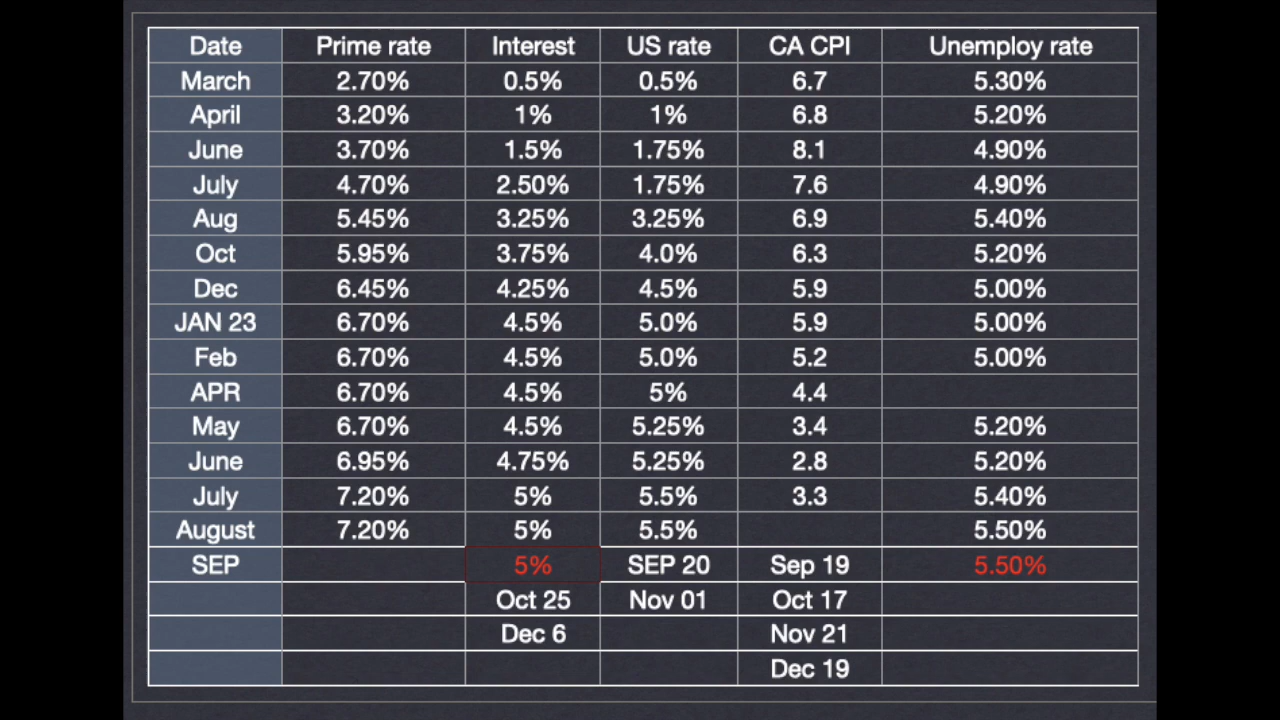 Date Prime rate Interest US rate CA CPI Unemploy rate
March 2.70% 0.5% 0.5% 6.7 5.30%
April 3.20% 1% 1% 6.8 5.20%
June 3.70% 1.5% 1.75% 8.1 4.90%
July 4.70% 2.50% 1.75% 7.6 4.90%
Aug 5.45% 3.25% 3.25% 6.9 5.40%
Oct 5.95% 3.75% 4.0% 6.3 5.20%
Dec 6.45% 4.25% 4.5% 5.9 5.00%
JAN 23 6.70% 4.5% 5.0% 5.9 5.00%
Feb 6.70% 4.5% 5.0% 5.2 5.00%
APR 6.70% 4.5% 5% 4.4
May 6.70% 4.5% 5.25% 3.4 5.20%
June 6.95% 4.75% 5.25% 2.8 5.20%
July 7.20% 5% 5.5% 3.3 5.40%
August 7.20% 5% 5.5% 5.50%
SEP 5% SEP 20 Sep 19 5.50%
Oct 25 Nov 01 Oct 17
Dec 6 Nov 21
Dec 19